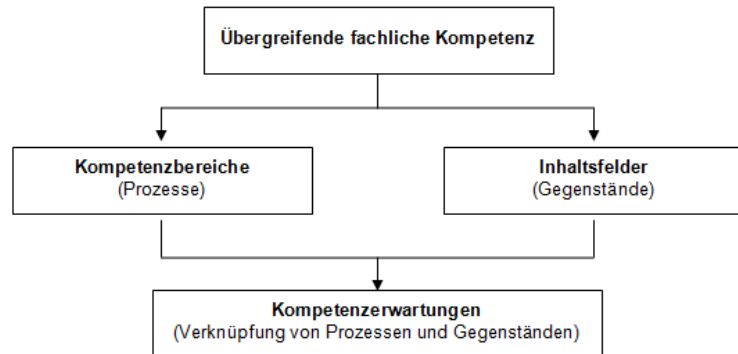 Übergreifende fachliche Kompetenz
Kompetenzbereiche
(Prozesse)
Inhaltsfelder
(Gegenstände)
Kompetenzerwartungen
(Verknüpfung von Prozessen und Gegenständen)